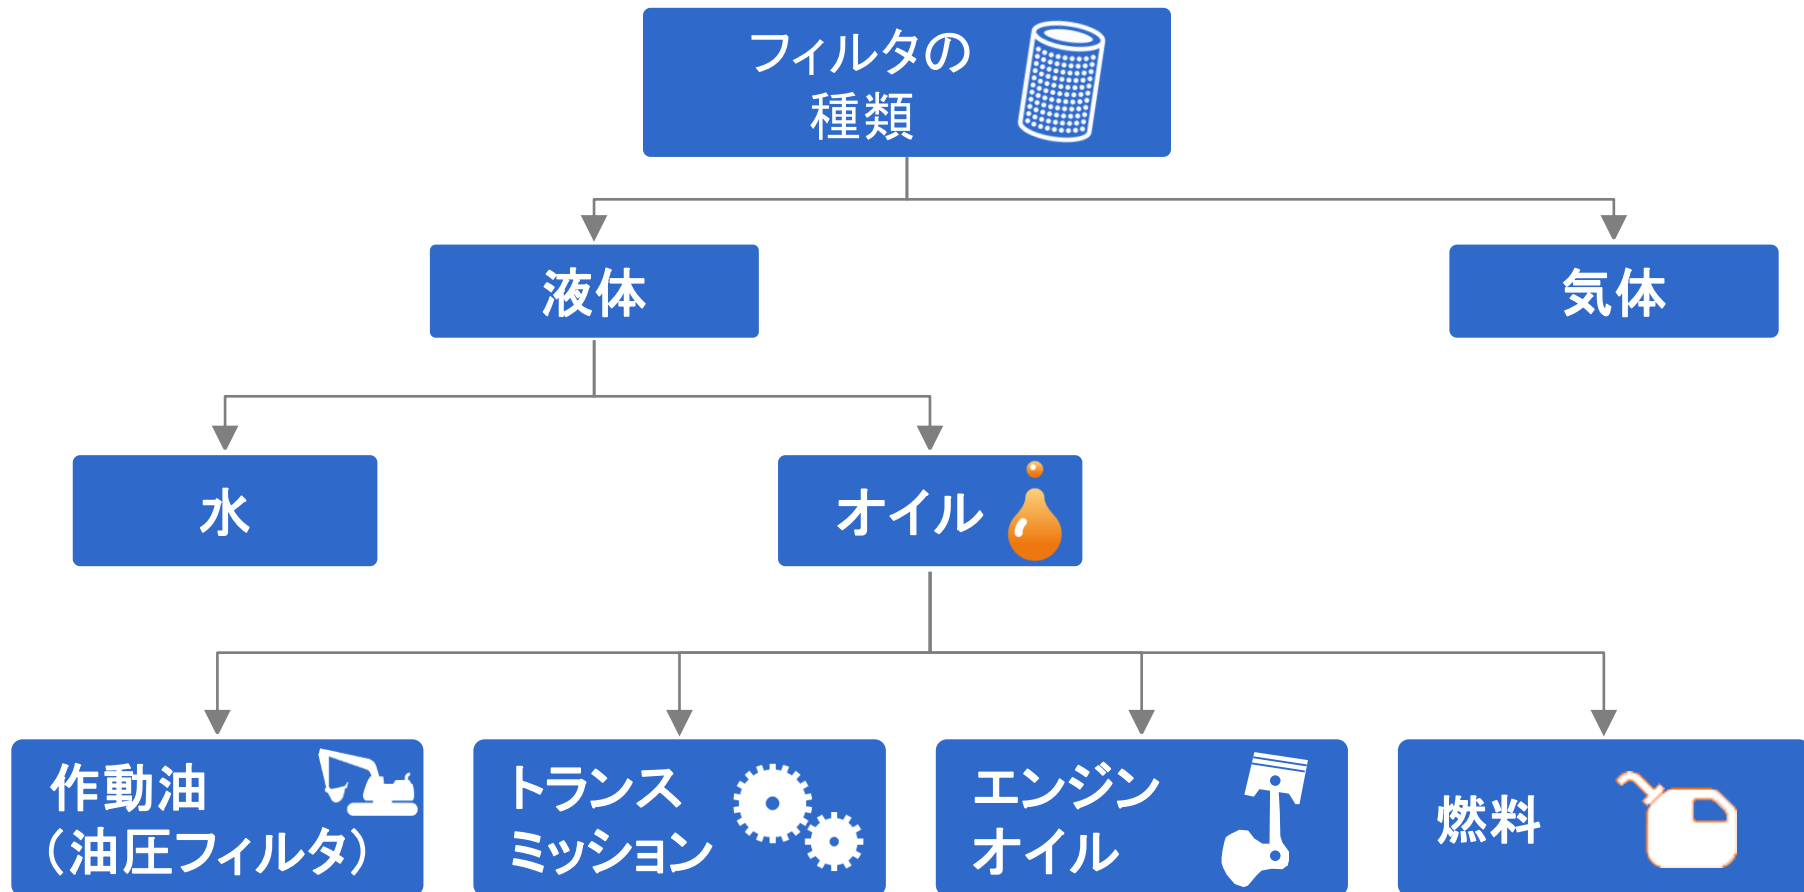 フィルタの
種類
液体
気体
水
オイル
作動油
（油圧フィルタ）
トランス
ミッション
エンジン
オイル
燃料